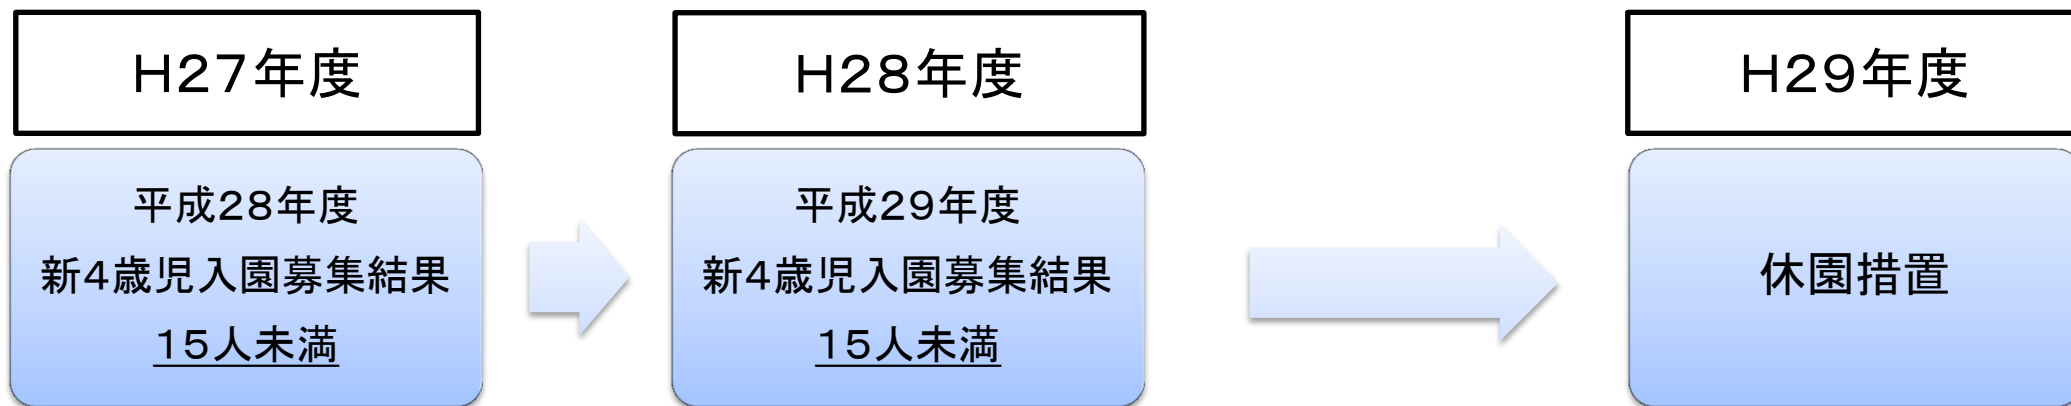 H27年度
平成28年度
新4歳児入園募集結果
15人未満
H28年度
平成29年度
新4歳児入園募集結果
15人未満
H29年度
休園措置